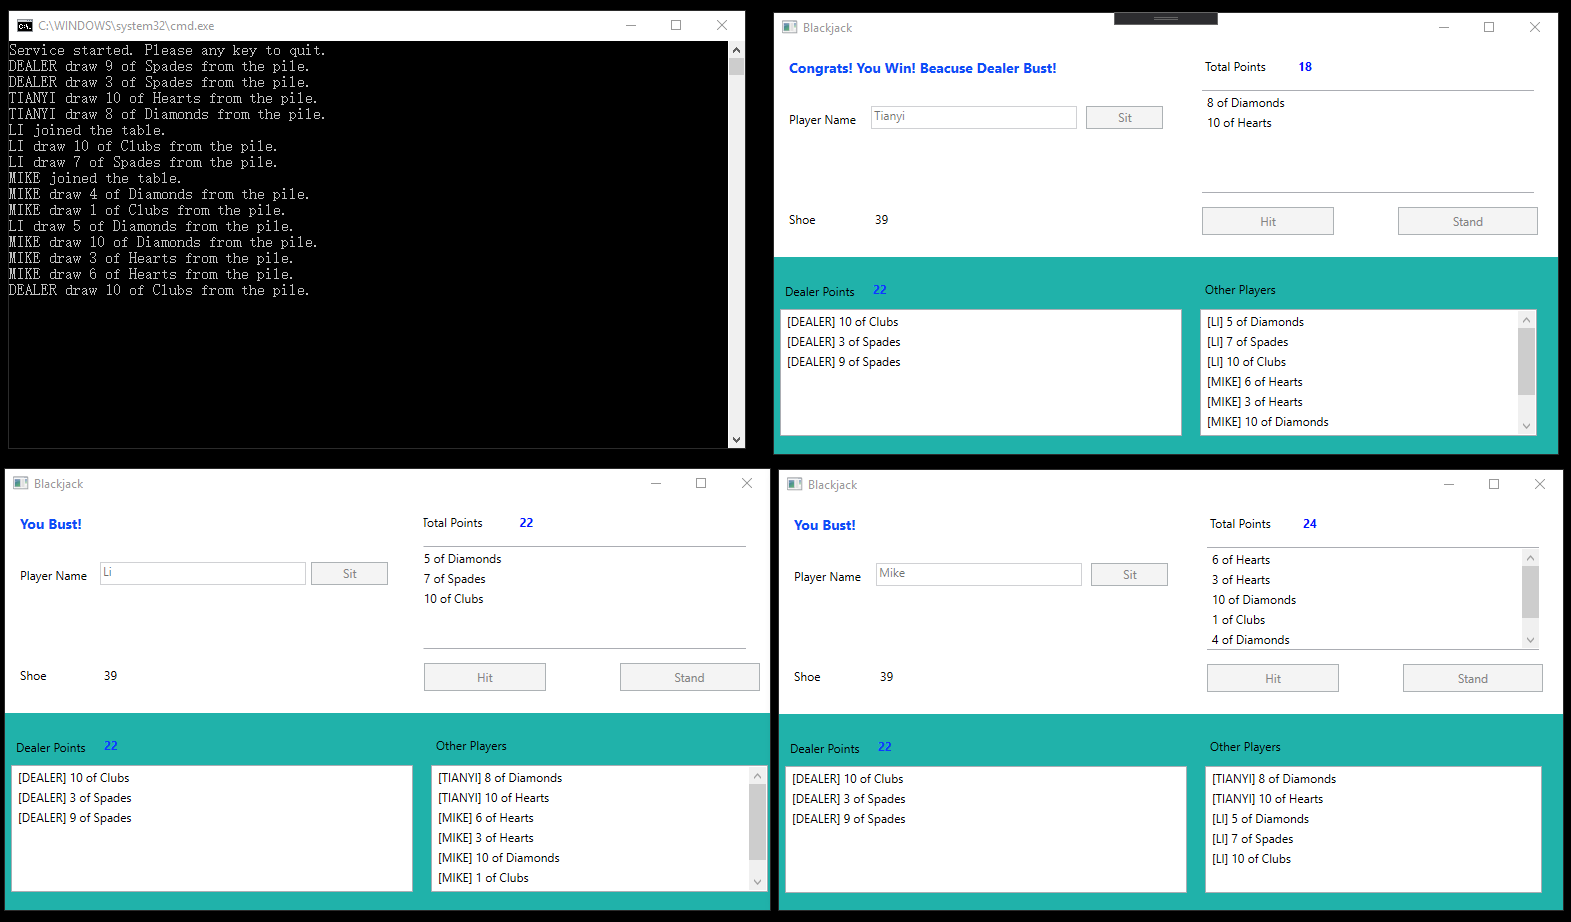 C:\WINDOWS\system32\cmd.exe
Service started. Please any key to quit.
DEALER draw 9 of Spades from the pile.
DEALER draw 3 of Spades from the pile.
TIANYI draw 10 of Hearts from the pile.
TIANYI draw 8 of Diamonds from the pile.
LI joined the table.
LI draw 10 of Clubs from the pile.
LI draw 7 of Spades from the pile.
MIKE joined the table.
MIKE draw 4 of Diamonds from the pile.
MIKE draw 1 of Clubs from the pile.
LI draw 5 of Diamonds from the pile.
MIKE draw 10 of Diamonds from the pile.
MIKE draw 3 of Hearts from the pile.
MIKE draw 6 of Hearts from the pile.
DEALER draw 10 of Clubs from the pile.
Blackjack
Congrats! You Win! Beacuse Dealer Bust!
Total Points 18
8 of Diamonds
10 of Hearts
Player Name Tianyi Sit
Shoe 39
Hit Stand
Dealer Points 22
[DEALER] 10 of Clubs
[DEALER] 3 of Spades
[DEALER] 9 of Spades
Other Players
[LI] 5 of Diamonds
[LI] 7 of Spades
[LI] 10 of Clubs
[MIKE] 6 of Hearts
[MIKE] 3 of Hearts
[MIKE] 10 of Diamonds
Blackjack
You Bust!
Total Points 22
5 of Diamonds
7 of Spades
10 of Clubs
Player Name Li Sit
Shoe 39
Hit Stand
Dealer Points 22
[DEALER] 10 of Clubs
[DEALER] 3 of Spades
[DEALER] 9 of Spades
Other Players
[TIANYI] 8 of Diamonds
[TIANYI] 10 of Hearts
[MIKE] 6 of Hearts
[MIKE] 3 of Hearts
[MIKE] 10 of Diamonds
[MIKE] 1 of Clubs
Blackjack
You Bust!
Total Points 24
6 of Hearts
3 of Hearts
10 of Diamonds
1 of Clubs
4 of Diamonds
Player Name Mike Sit
Shoe 39
Hit Stand
Dealer Points 22
[DEALER] 10 of Clubs
[DEALER] 3 of Spades
[DEALER] 9 of Spades
Other Players
[TIANYI] 8 of Diamonds
[TIANYI] 10 of Hearts
[LI] 5 of Diamonds
[LI] 7 of Spades
[LI] 10 of Clubs